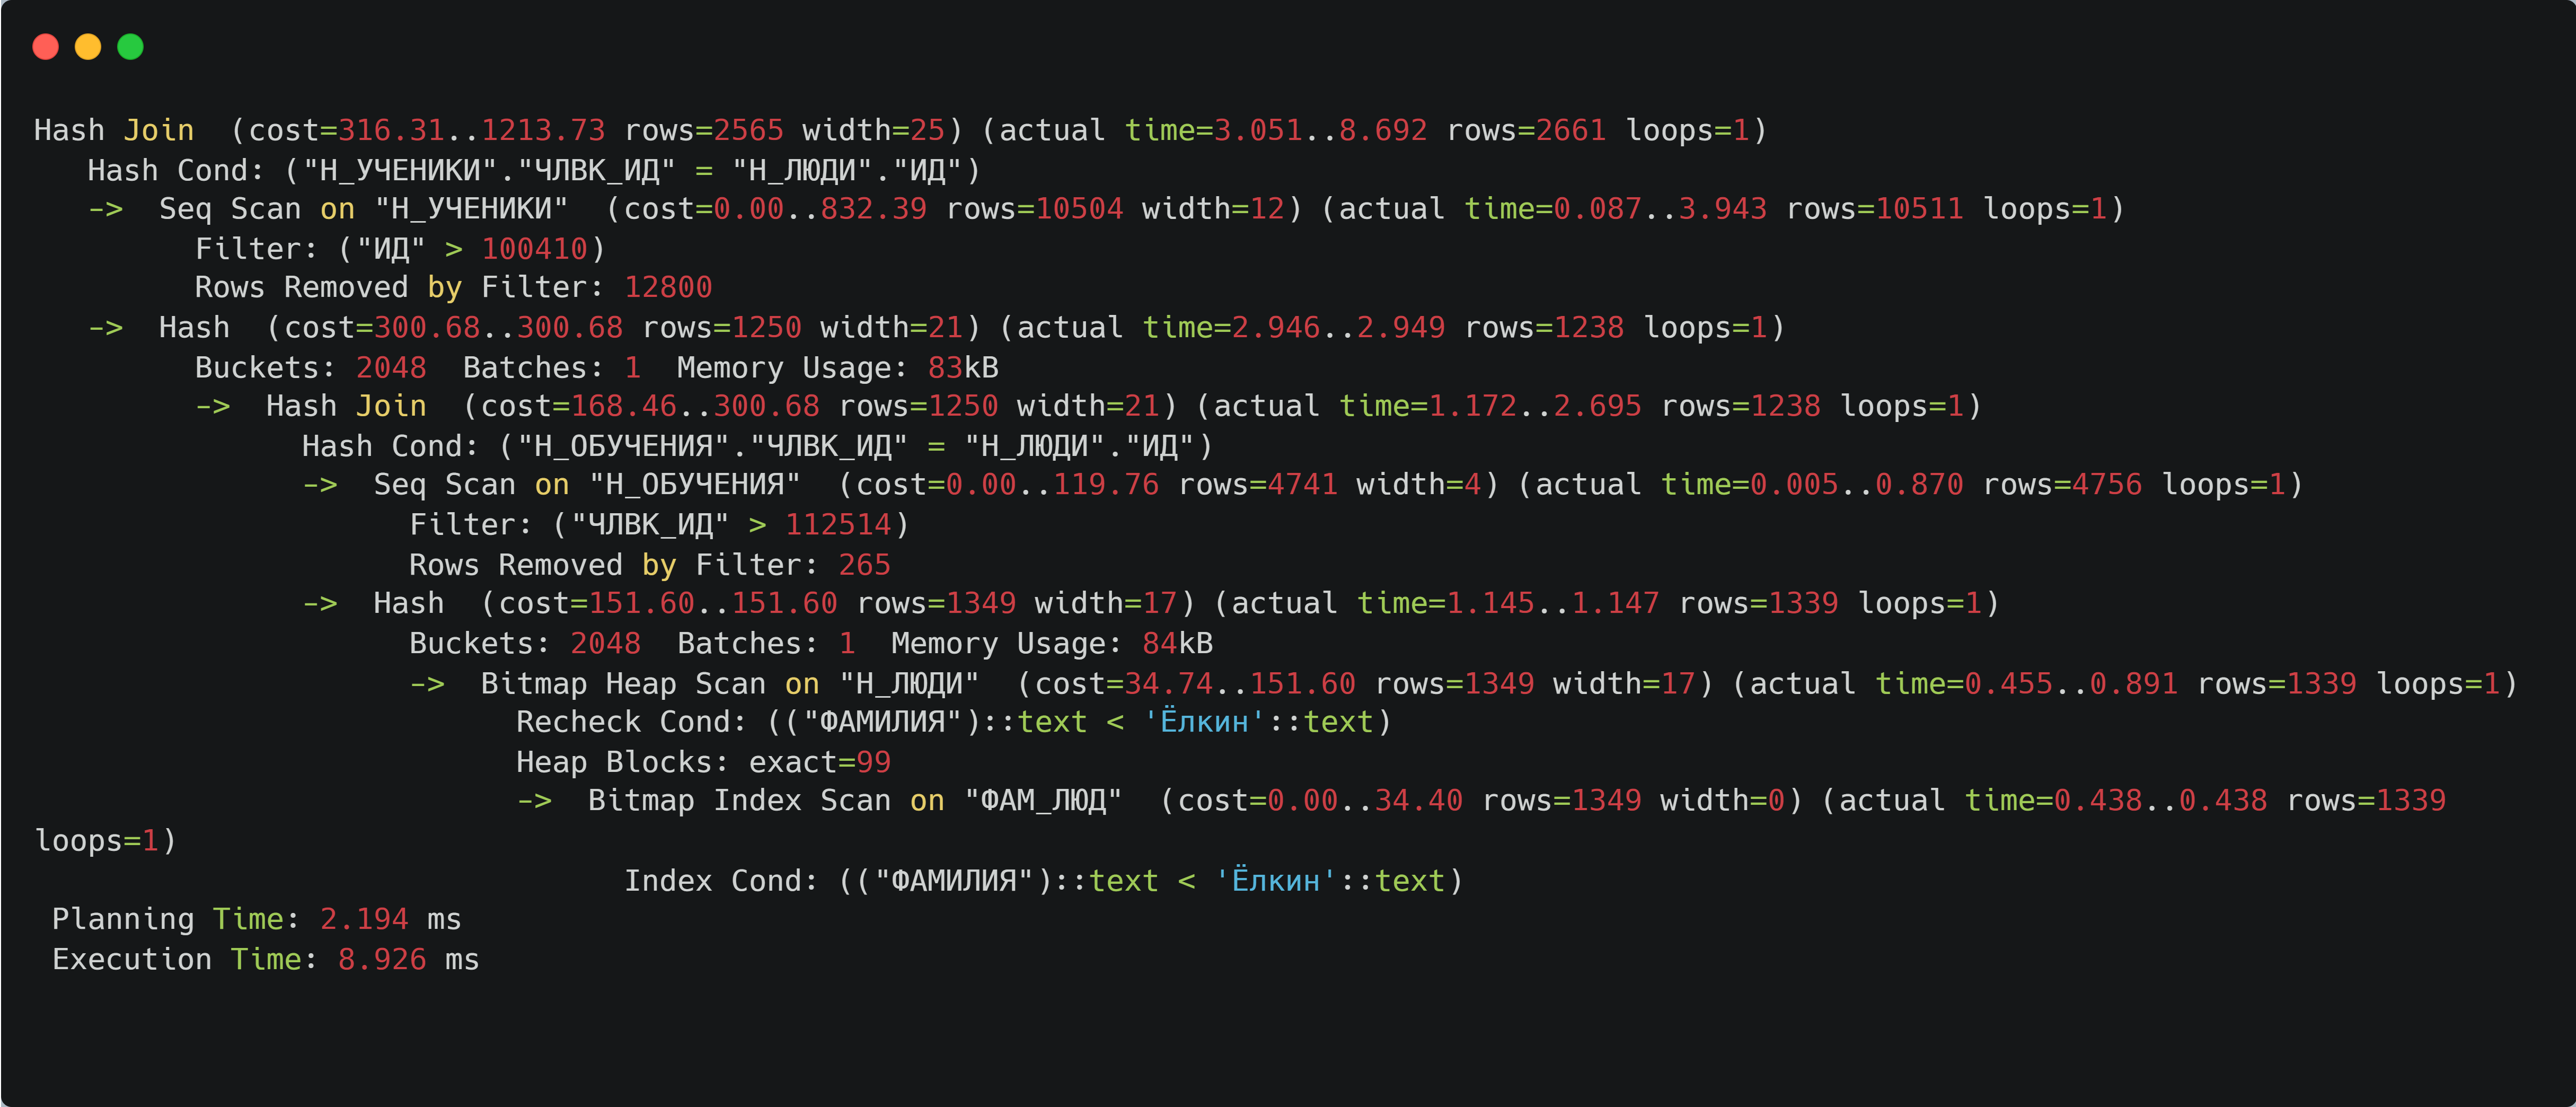 Hash Join  (cost=316.31..1213.73 rows=2565 width=25) (actual time=3.051..8.692 rows=2661 loops=1)
   Hash Cond: ("Н_УЧЕНИКИ"."ЧЛВК_ИД" = "Н_ЛЮДИ"."ИД")
   ->  Seq Scan on "Н_УЧЕНИКИ"  (cost=0.00..832.39 rows=10504 width=12) (actual time=0.087..3.943 rows=10511 loops=1)
         Filter: ("ИД" > 100410)
         Rows Removed by Filter: 12800
   ->  Hash  (cost=300.68..300.68 rows=1250 width=21) (actual time=2.946..2.949 rows=1238 loops=1)
         Buckets: 2048  Batches: 1  Memory Usage: 83kB
         ->  Hash Join  (cost=168.46..300.68 rows=1250 width=21) (actual time=1.172..2.695 rows=1238 loops=1)
               Hash Cond: ("Н_ОБУЧЕНИЯ"."ЧЛВК_ИД" = "Н_ЛЮДИ"."ИД")
               ->  Seq Scan on "Н_ОБУЧЕНИЯ"  (cost=0.00..119.76 rows=4741 width=4) (actual time=0.005..0.870 rows=4756 loops=1)
                     Filter: ("ЧЛВК_ИД" > 112514)
                     Rows Removed by Filter: 265
               ->  Hash  (cost=151.60..151.60 rows=1349 width=17) (actual time=1.145..1.147 rows=1339 loops=1)
                     Buckets: 2048  Batches: 1  Memory Usage: 84kB
                     ->  Bitmap Heap Scan on "Н_ЛЮДИ"  (cost=34.74..151.60 rows=1349 width=17) (actual time=0.455..0.891 rows=1339 loops=1)
                           Recheck Cond: (("ФАМИЛИЯ")::text < 'Ёлкин'::text)
                           Heap Blocks: exact=99
                           ->  Bitmap Index Scan on "ФАМ_ЛЮД"  (cost=0.00..34.40 rows=1349 width=0) (actual time=0.438..0.438 rows=1339
loops=1)
                                 Index Cond: (("ФАМИЛИЯ")::text < 'Ёлкин'::text)
 Planning Time: 2.194 ms
 Execution Time: 8.926 ms